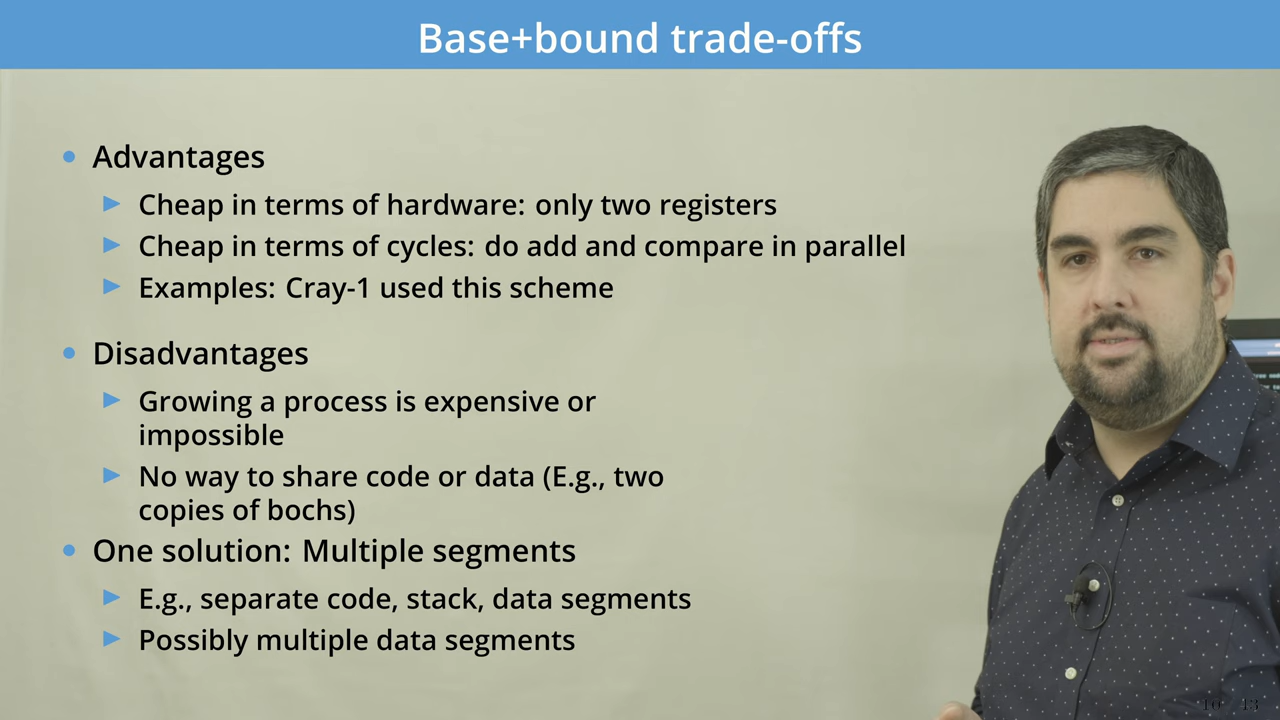 Base+bound trade-offs
Advantages
Cheap in terms of hardware: only two registers
Cheap in terms of cycles: do add and compare in parallel
Examples: Cray-1 used this scheme
Disadvantages
Growing a process is expensive or
impossible
No way to share code or data (E.g., two
copies of bochs)
One solution: Multiple segments
E.g., separate code, stack, data segments
Possibly multiple data segments